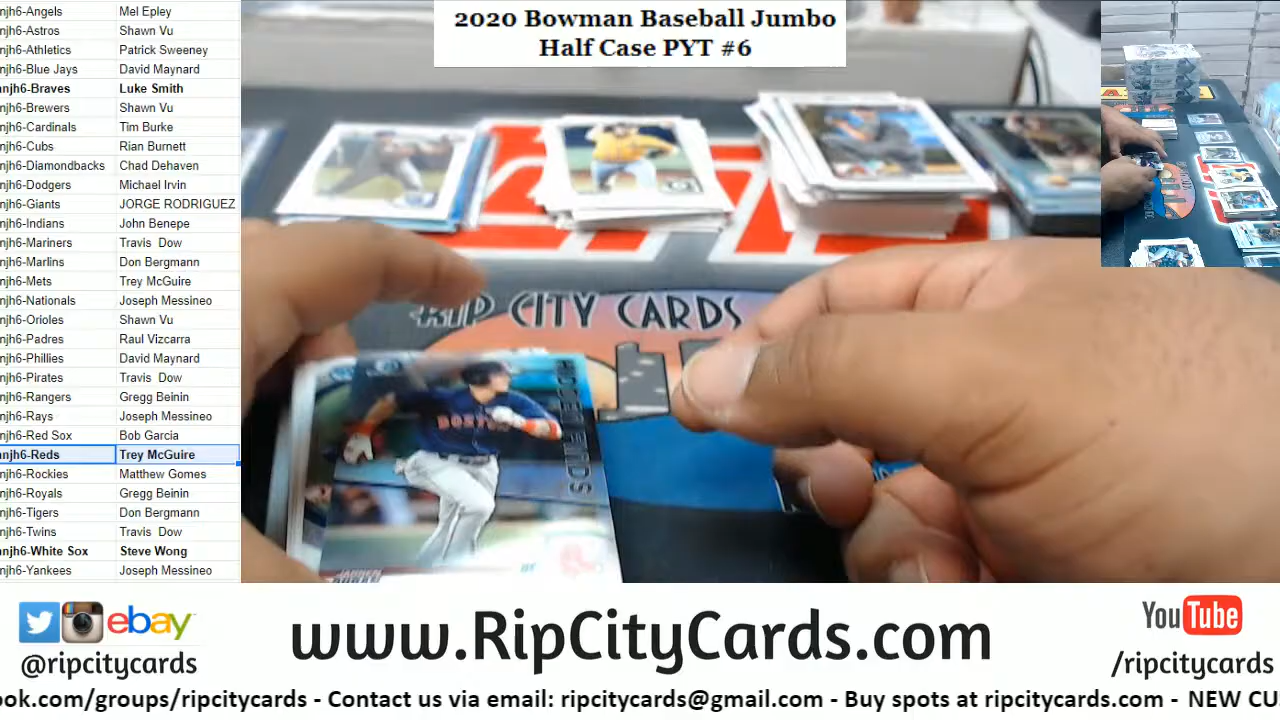 2020 Bowman Baseball Jumbo
Half Case PYT #6
njh6-Angels Mel Epley
njh6-Astros Shawn Vu
njh6-Athletics Patrick Sweeney
njh6-Blue Jays David Maynard
njh6-Braves Luke Smith
njh6-Brewers Shawn Vu
njh6-Cardinals Tim Burke
njh6-Cubs Rian Burnett
njh6-Diamondbacks Chad Dehaven
njh6-Dodgers Michael Irvin
njh6-Giants JORGE RODRIGUEZ
njh6-Indians John Benepe
njh6-Mariners Travis Dow
njh6-Marlins Don Bergmann
njh6-Mets Trey McGuire
njh6-Nationals Joseph Messineo
njh6-Orioles Shawn Vu
njh6-Padres Raul Vizcarra
njh6-Phillies David Maynard
njh6-Pirates Travis Dow
njh6-Rangers Gregg Beinin
njh6-Rays Joseph Messineo
njh6-Red Sox Bob Garcia
njh6-Reds Trey McGuire
njh6-Rockies Matthew Gomes
njh6-Royals Gregg Beinin
njh6-Tigers Don Bergmann
njh6-Twins Travis Dow
njh6-White Sox Steve Wong
njh6-Yankees Joseph Messineo
RIP CITY CARDS
HIDDEN FINDS
BOSTON
JARREN
ebay
@ripcitycards
www.RipCityCards.com
YouTube
/ripcitycards
ook.com/groups/ripcitycards - Contact us via email: ripcitycards@gmail.com - Buy spots at ripcitycards.com - NEW CU